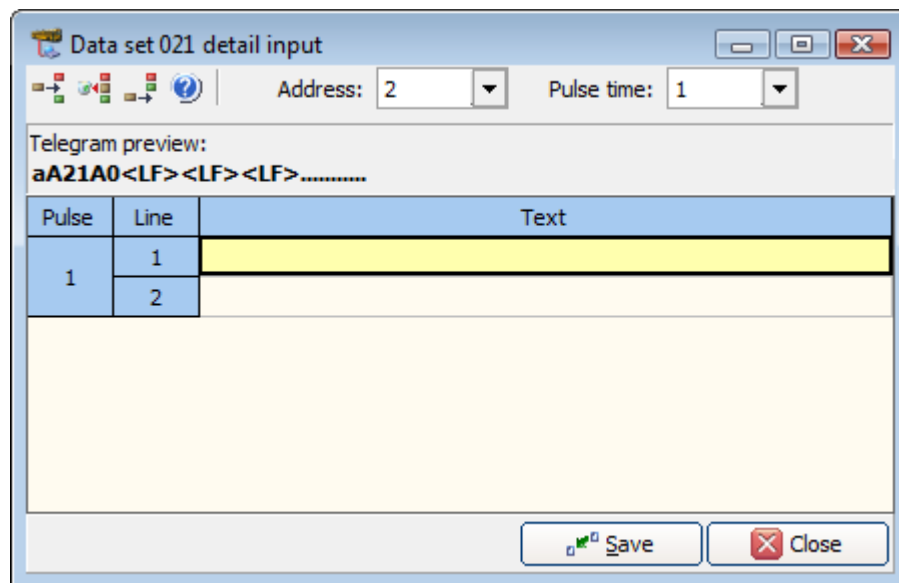 Data set 021 detail input
Address: 2 Pulse time: 1
Telegram preview:
aA21A0<LF><LF><LF>...........
Pulse Line Text
1 1
2
Save Close